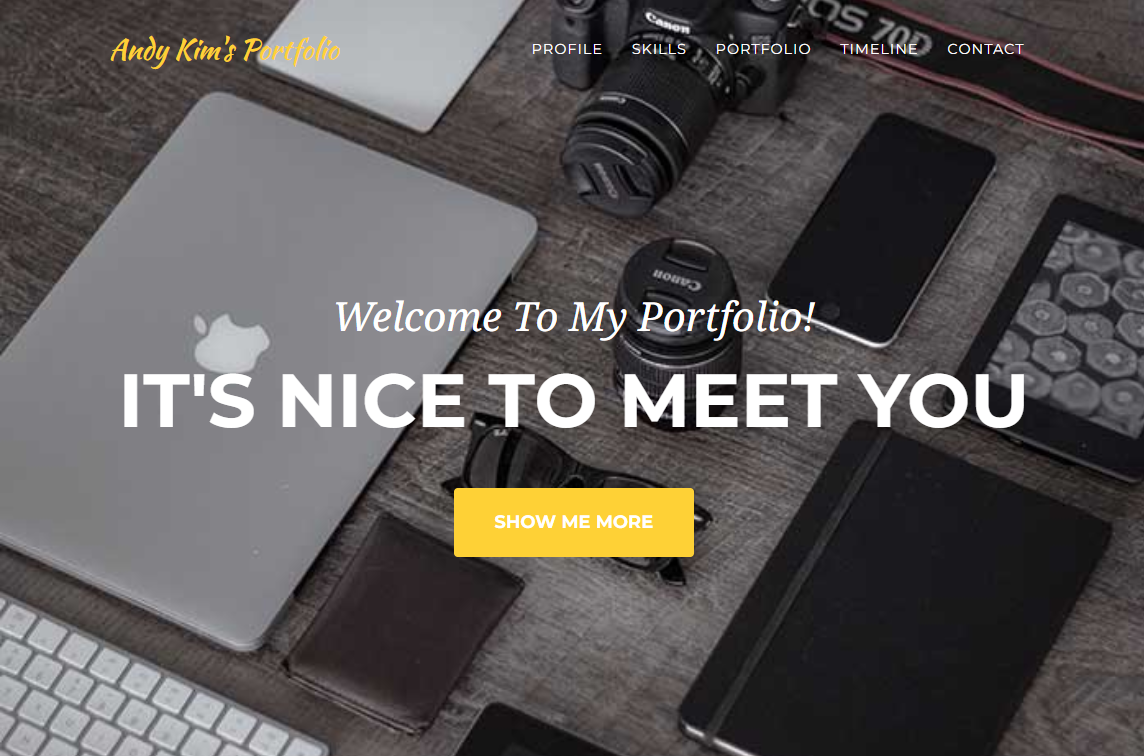 Andy Kim's Portfolio
PROFILE SKILLS PORTFOLIO TIMELINE CONTACT
Canon
EOS 70D
Canon
Canon
Welcome To My Portfolio!
IT'S NICE TO MEET YOU
SHOW ME MORE